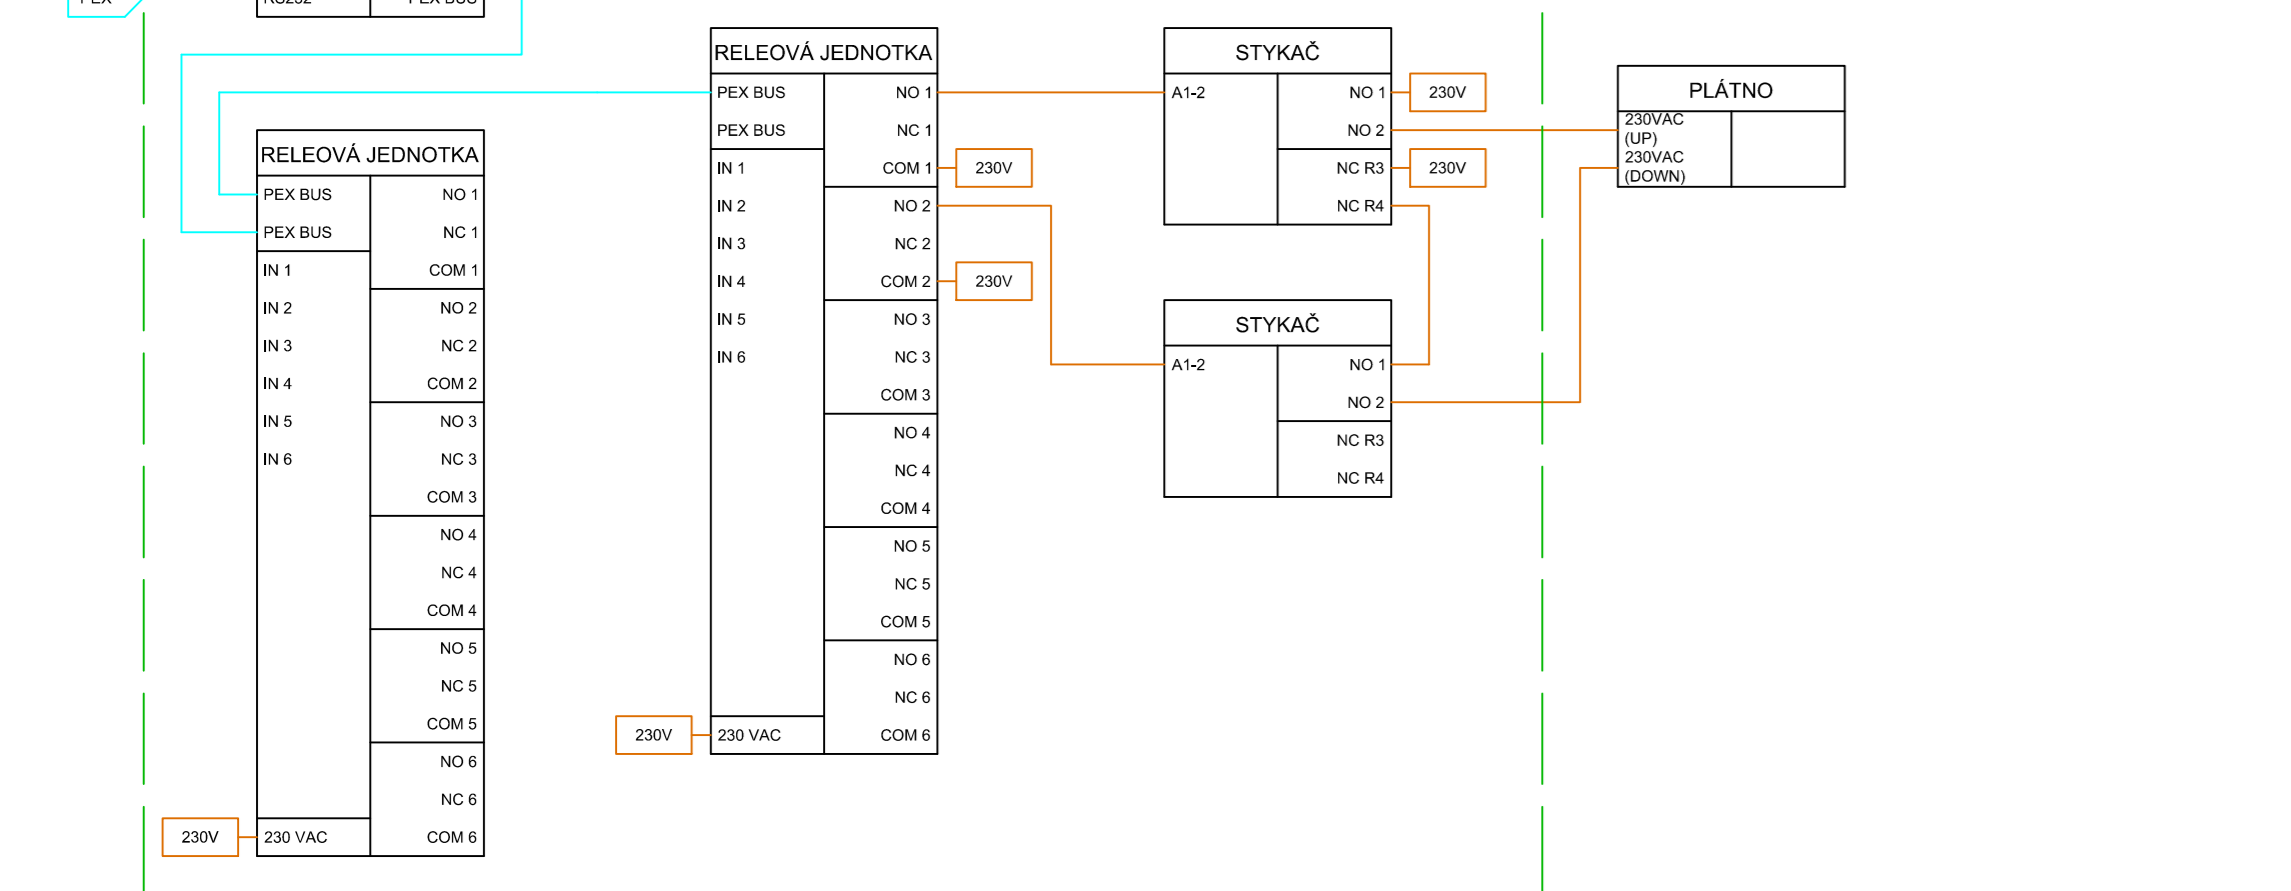 PEX
RS232 PEX BUS
RELEOVÁ JEDNOTKA
PEX BUS NO 1
PEX BUS NC 1
IN 1 COM 1
IN 2 NO 2
IN 3 NC 2
IN 4 COM 2
IN 5 NO 3
IN 6 NC 3
COM 3
NO 4
NC 4
COM 4
NO 5
NC 5
COM 5
NO 6
NC 6
230V 230 VAC COM 6
RELEOVÁ JEDNOTKA
PEX BUS NO 1
PEX BUS NC 1
IN 1 COM 1 230V
IN 2 NO 2
IN 3 NC 2
IN 4 COM 2 230V
IN 5 NO 3
IN 6 NC 3
COM 3
NO 4
NC 4
COM 4
NO 5
NC 5
COM 5
NO 6
NC 6
230V 230 VAC COM 6
STYKAČ
A1-2 NO 1 230V
NO 2
NC R3 230V
NC R4
STYKAČ
A1-2 NO 1
NO 2
NC R3
NC R4
PLÁTNO
230VAC
(UP)
230VAC
(DOWN)